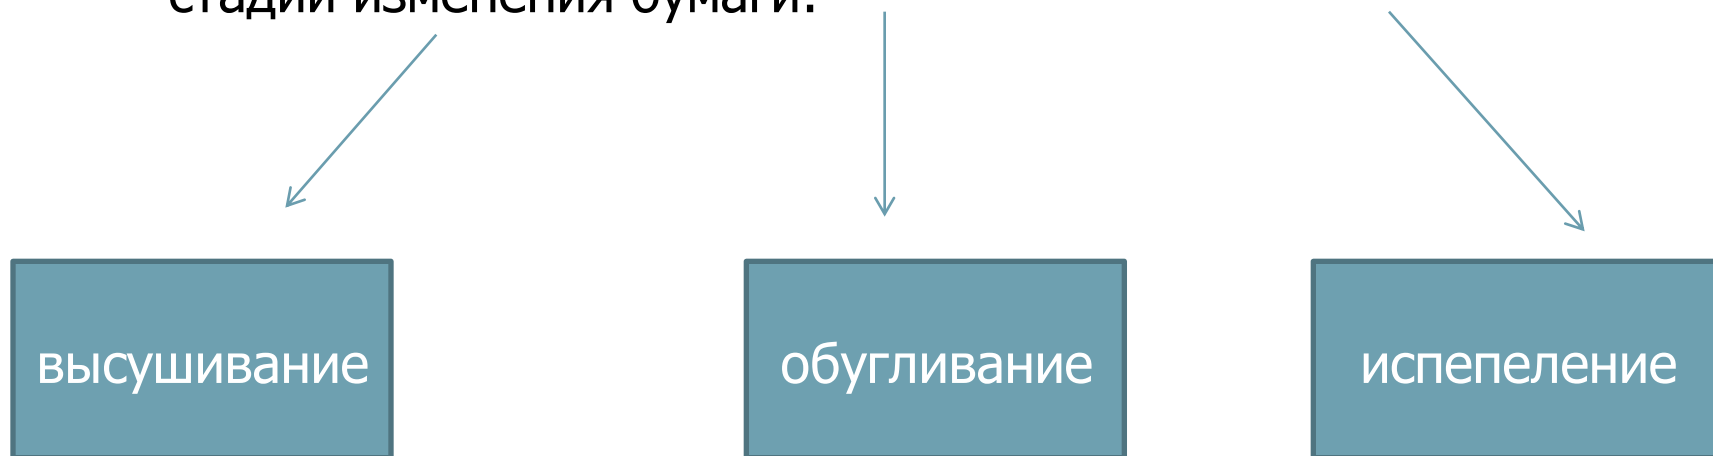 стадии изменения бумаги:
высушивание
обугливание
испепеление